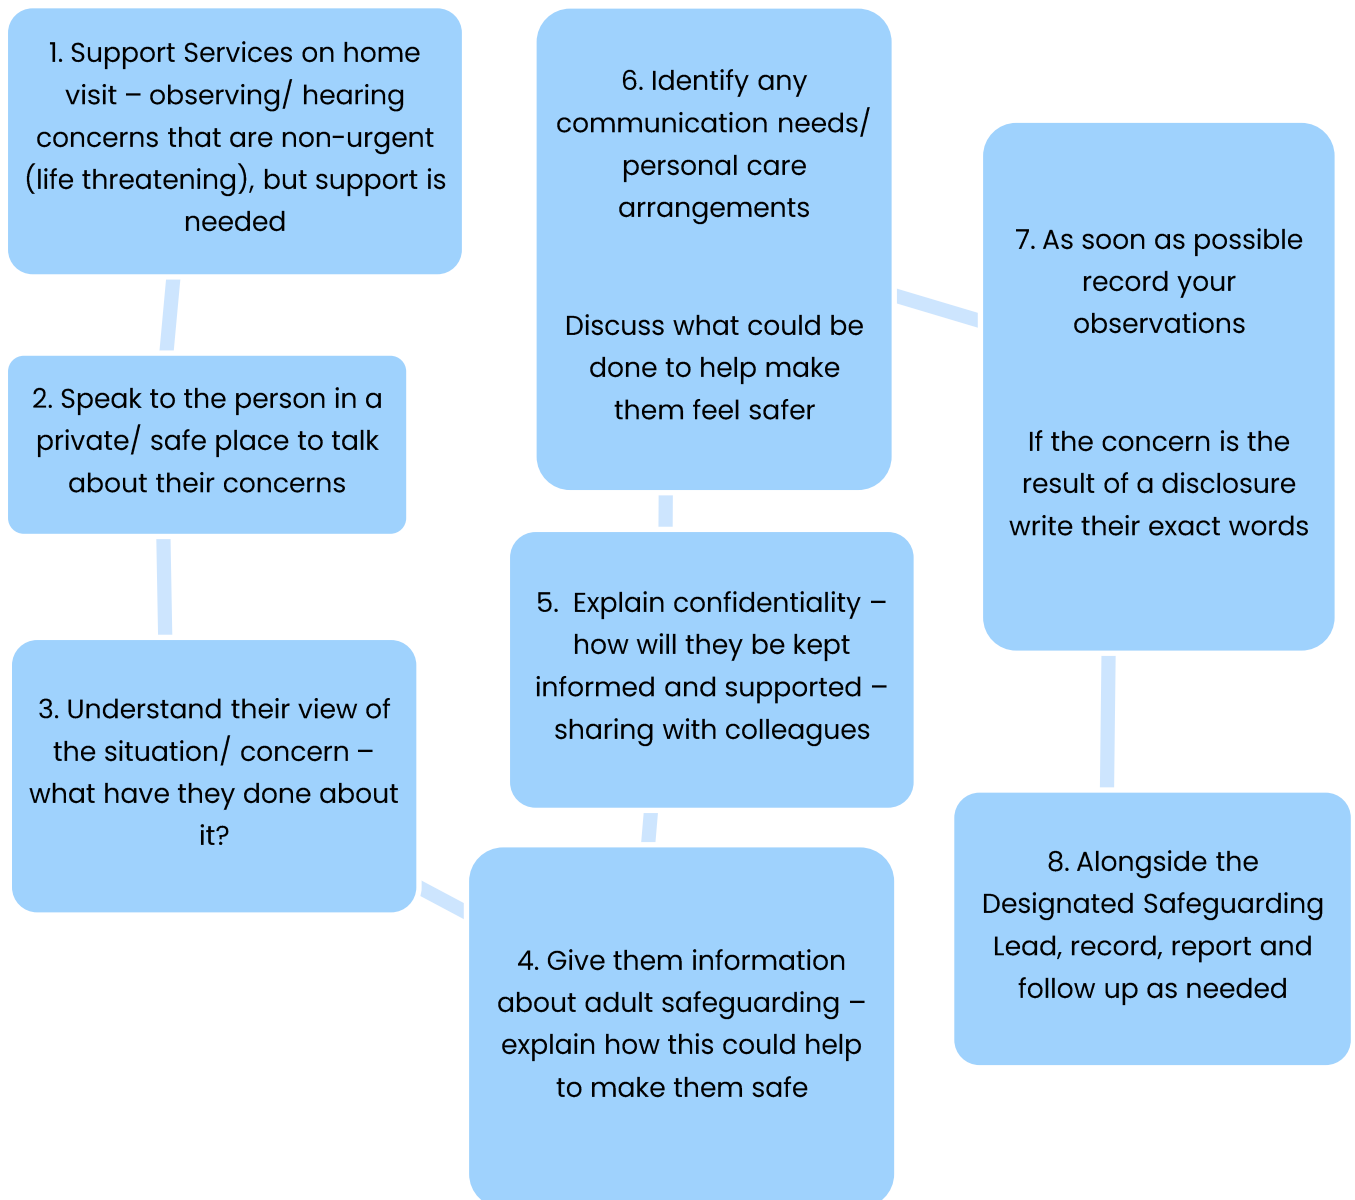 1. Support Services on home
visit – observing/ hearing
concerns that are non-urgent
(life threatening), but support is
needed
2. Speak to the person in a
private/ safe place to talk
about their concerns
3. Understand their view of
the situation/ concern –
what have they done about
it?
4. Give them information
about adult safeguarding –
explain how this could help
to make them safe
5. Explain confidentiality –
how will they be kept
informed and supported –
sharing with colleagues
6. Identify any
communication needs/
personal care
arrangements
Discuss what could be
done to help make
them feel safer
7. As soon as possible
record your
observations
If the concern is the
result of a disclosure
write their exact words
8. Alongside the
Designated Safeguarding
Lead, record, report and
follow up as needed